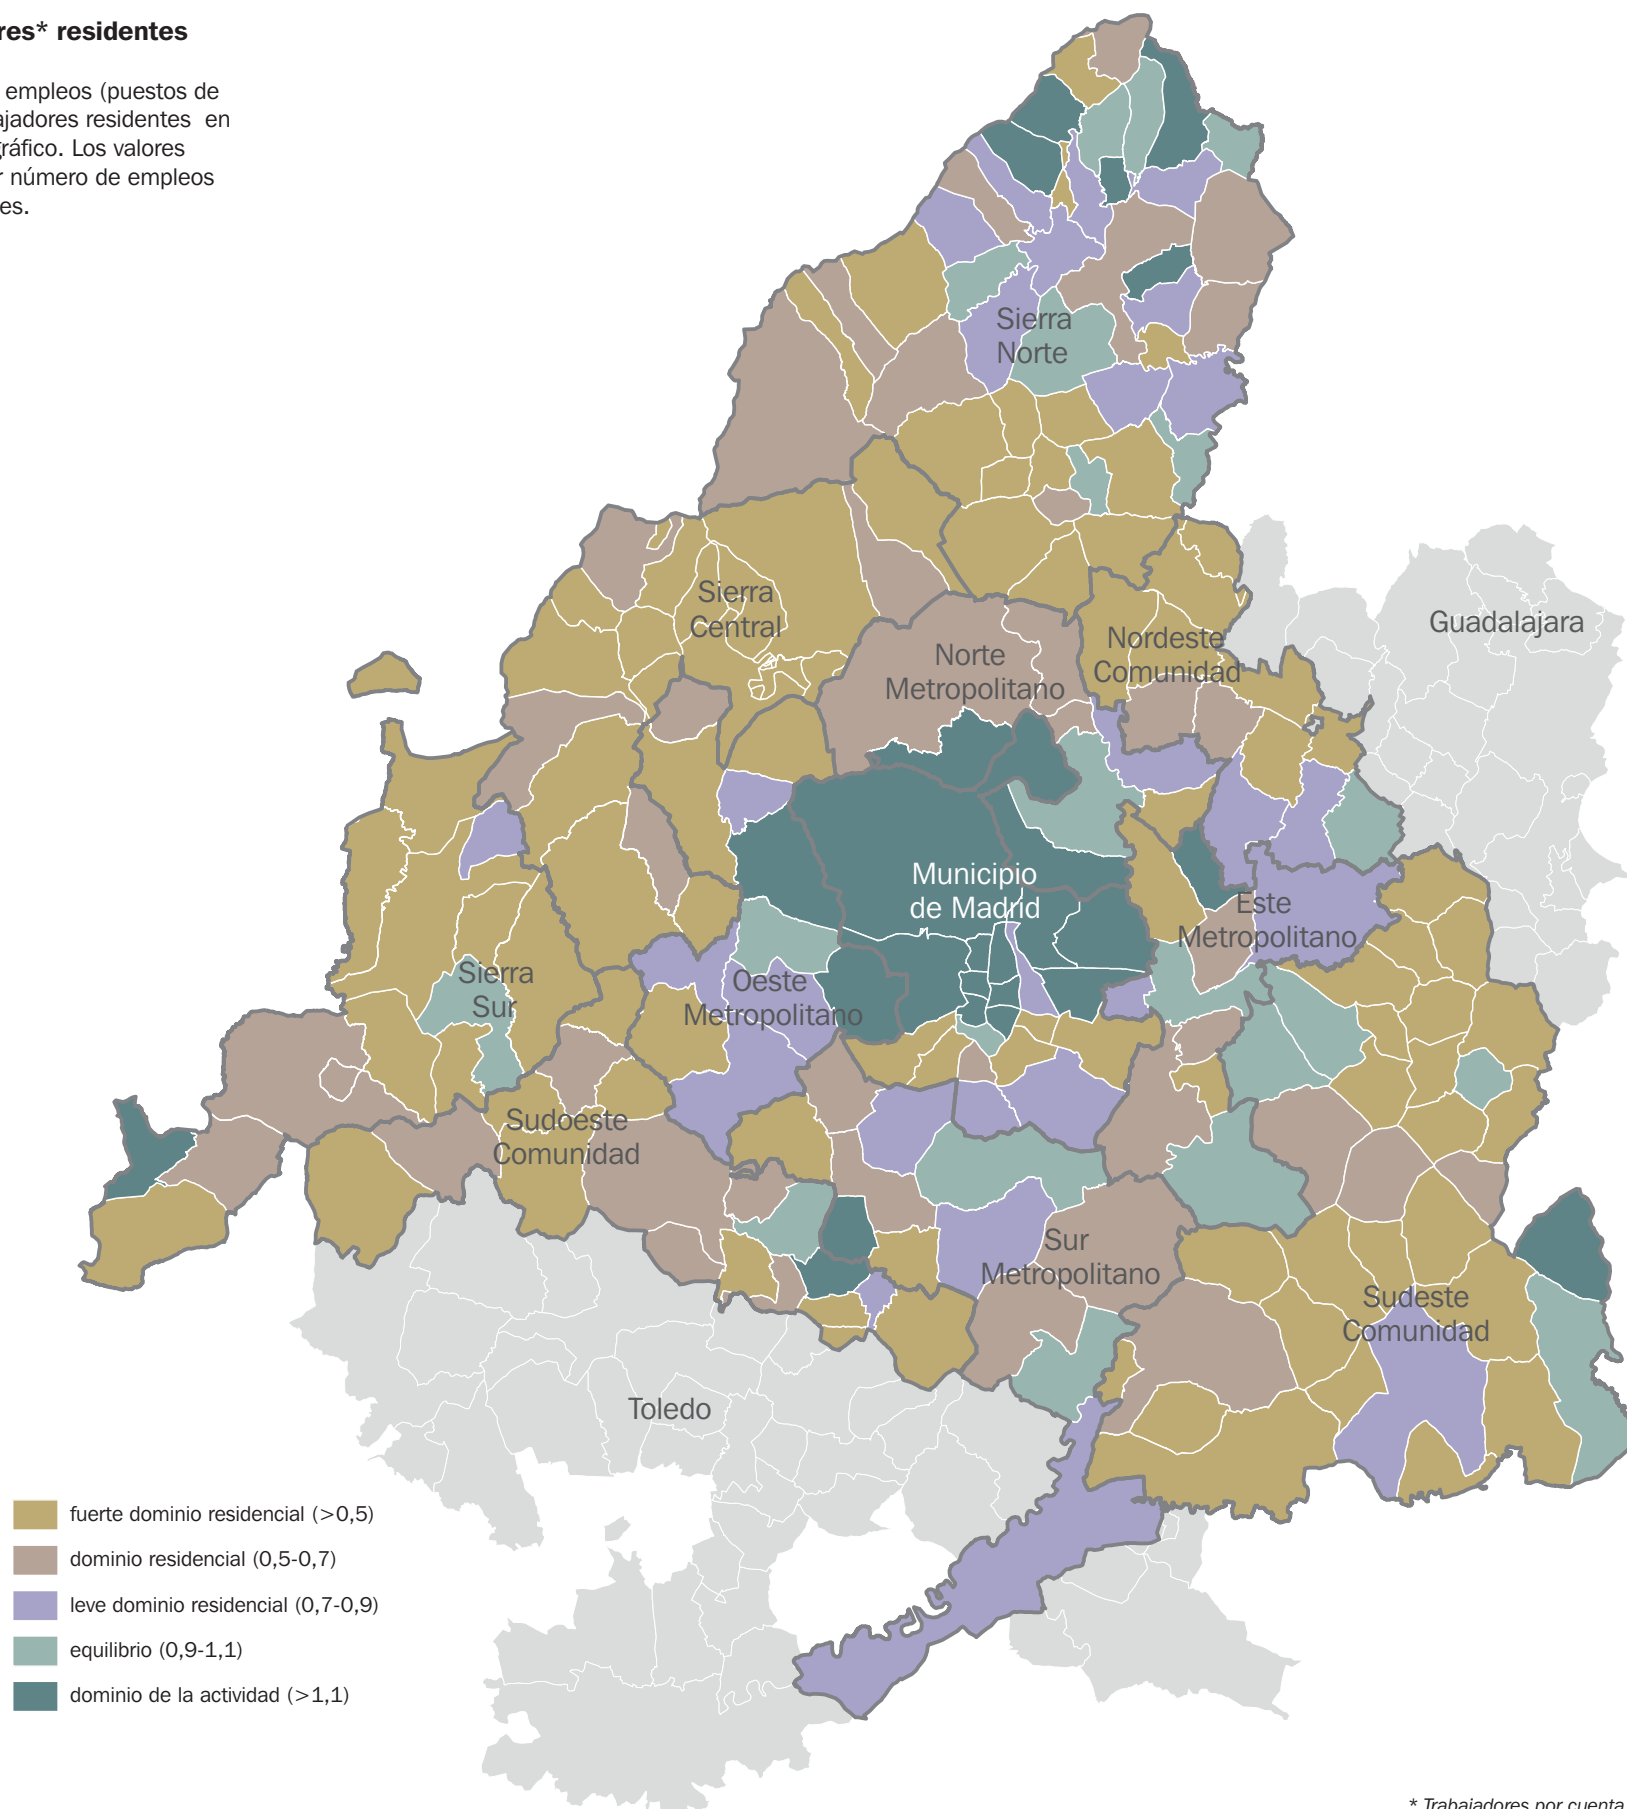 res* residentes
empleos (puestos de
ajadores residentes en
gráfico. Los valores
r número de empleos
es.
Sierra
Norte
Sierra
Central
Guadalajara
Nordeste
Comunidad
Norte
Metropolitano
Municipio
de Madrid
Este
Metropolitano
Sierra
Sur
Oeste
Metropolitano
Sudoeste
Comunidad
Sur
Metropolitano
Sudeste
Comunidad
Toledo
fuerte dominio residencial (>0,5)
dominio residencial (0,5-0,7)
leve dominio residencial (0,7-0,9)
equilibrio (0,9-1,1)
dominio de la actividad (>1,1)
* Trabajadores por cuenta